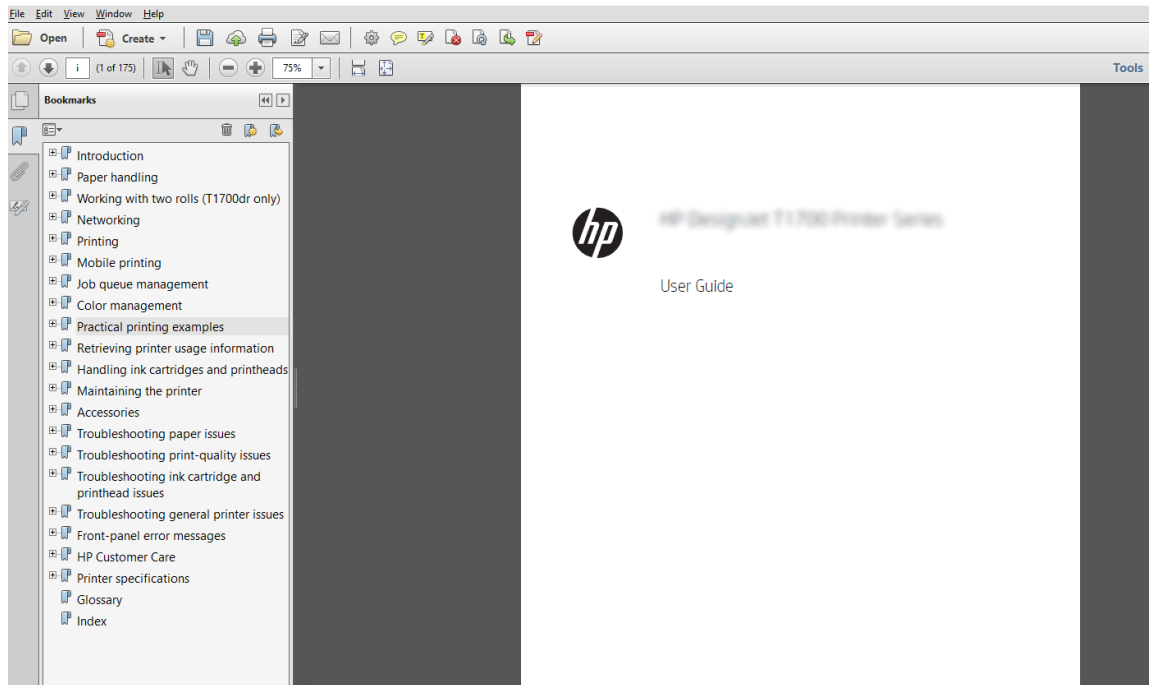 File Edit View Window Help
Open Create
i (1 of 175) 75% Tools
Bookmarks
Introduction
Paper handling
Working with two rolls (T1700dr only)
Networking
Printing
Mobile printing
Job queue management
Color management
Practical printing examples
Retrieving printer usage information
Handling ink cartridges and printheads
Maintaining the printer
Accessories
Troubleshooting paper issues
Troubleshooting print-quality issues
Troubleshooting ink cartridge and
printhead issues
Troubleshooting general printer issues
Front-panel error messages
HP Customer Care
Printer specifications
Glossary
Index
hp
User Guide